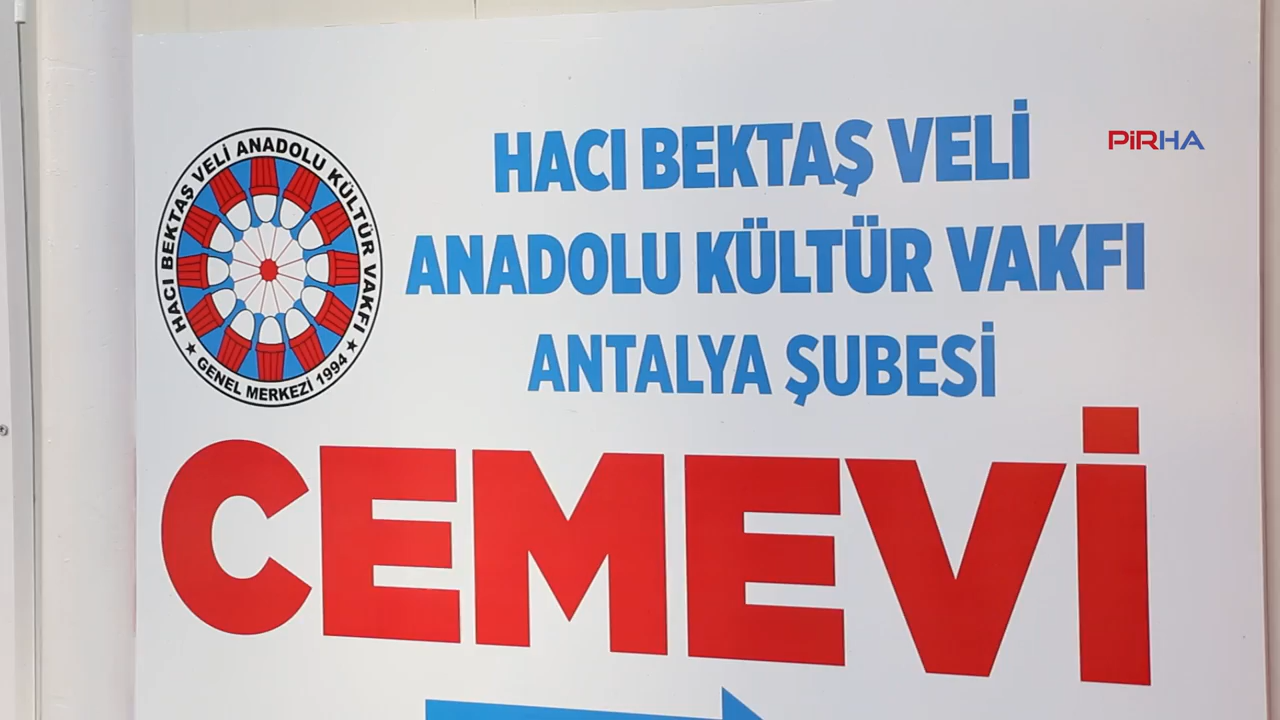 PİRHA
HACI BEKTAŞ VELİ
ANADOLU KÜLTÜR VAKFI
ANTALYA ŞUBESİ
HACI BEKTAŞ VELİ ANADOLU KÜLTÜR VAKFI
★ GENEL MERKEZİ 1994 ★
CEMEVİ